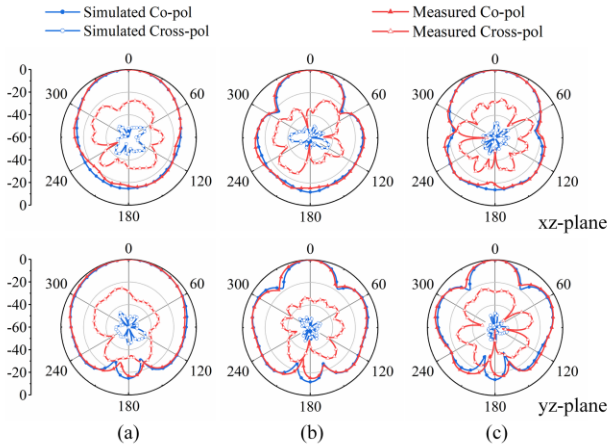 Simulated Co-pol
Simulated Cross-pol
Measured Co-pol
Measured Cross-pol
0 0 0
0
-20
-40
-60
-40
-20
0
300 60 300 60 300 60
240 120 240 120 240 120
180 180 180
xz-plane
0 0 0
0
-20
-40
-60
-40
-20
0
300 60 300 60 300 60
240 120 240 120 240 120
180 180 180
yz-plane
(a) (b) (c)